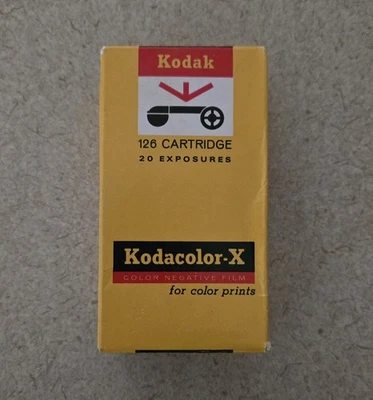 Kodak
126 CARTRIDGE
20 EXPOSURES
Kodacolor-X
COLOR NEGATIVE FILM
for color prints